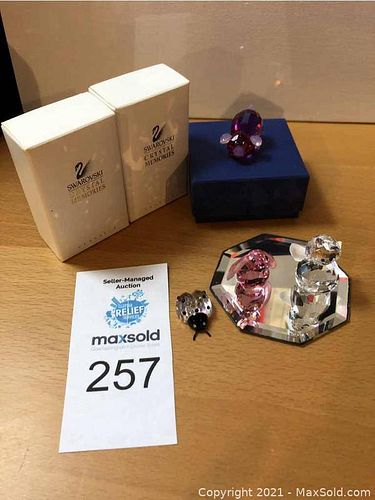 SWAROVSKI
CRYSTAL
MEMORIES
SWAROVSKI
CRYSTAL
MEMORIES
Seller-Managed
Auction
RELIEF
maxsold
257
Copyright © 2021 - MaxSold.com